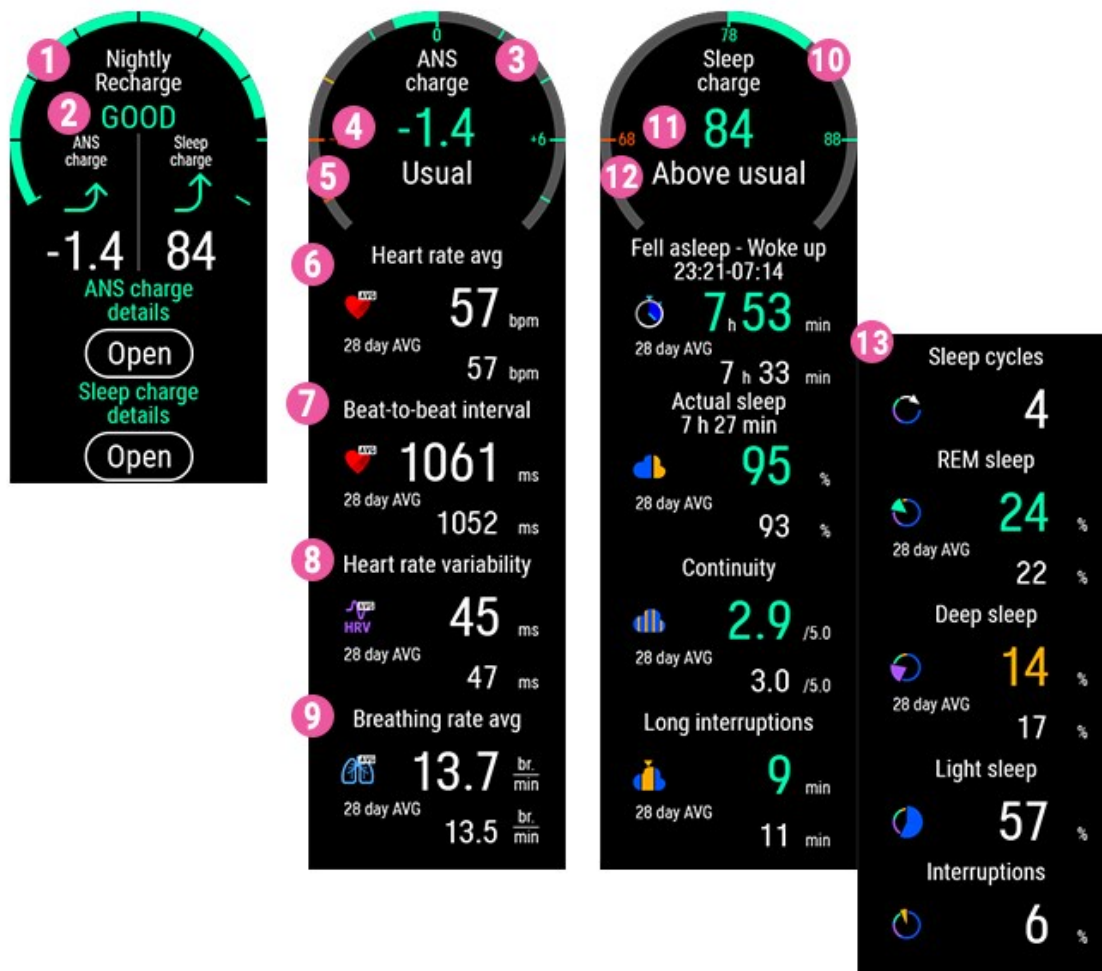 1
Nightly
Recharge
2
GOOD
ANS
charge
Sleep
charge
-1.4
84
ANS charge
details
Open
Sleep charge
details
Open
0
ANS
charge
3
4
-1.4
+6
5
Usual
6
Heart rate avg
AVG
57 bpm
28 day AVG
57 bpm
7
Beat-to-beat interval
AVG
1061 ms
28 day AVG
1052 ms
8
Heart rate variability
AVG
HRV
45 ms
28 day AVG
47 ms
9
Breathing rate avg
AVG
13.7 br.
min
28 day AVG
13.5 br.
min
78
Sleep
charge
10
68
11
84
88
12
Above usual
Fell asleep - Woke up
23:21-07:14
7 h 53 min
28 day AVG
7 h 33 min
Actual sleep
7 h 27 min
95 %
28 day AVG
93 %
Continuity
2.9 /5.0
28 day AVG
3.0 /5.0
Long interruptions
9 min
28 day AVG
11 min
13
Sleep cycles
4
REM sleep
24 %
28 day AVG
22 %
Deep sleep
14 %
28 day AVG
17 %
Light sleep
57 %
Interruptions
6 %